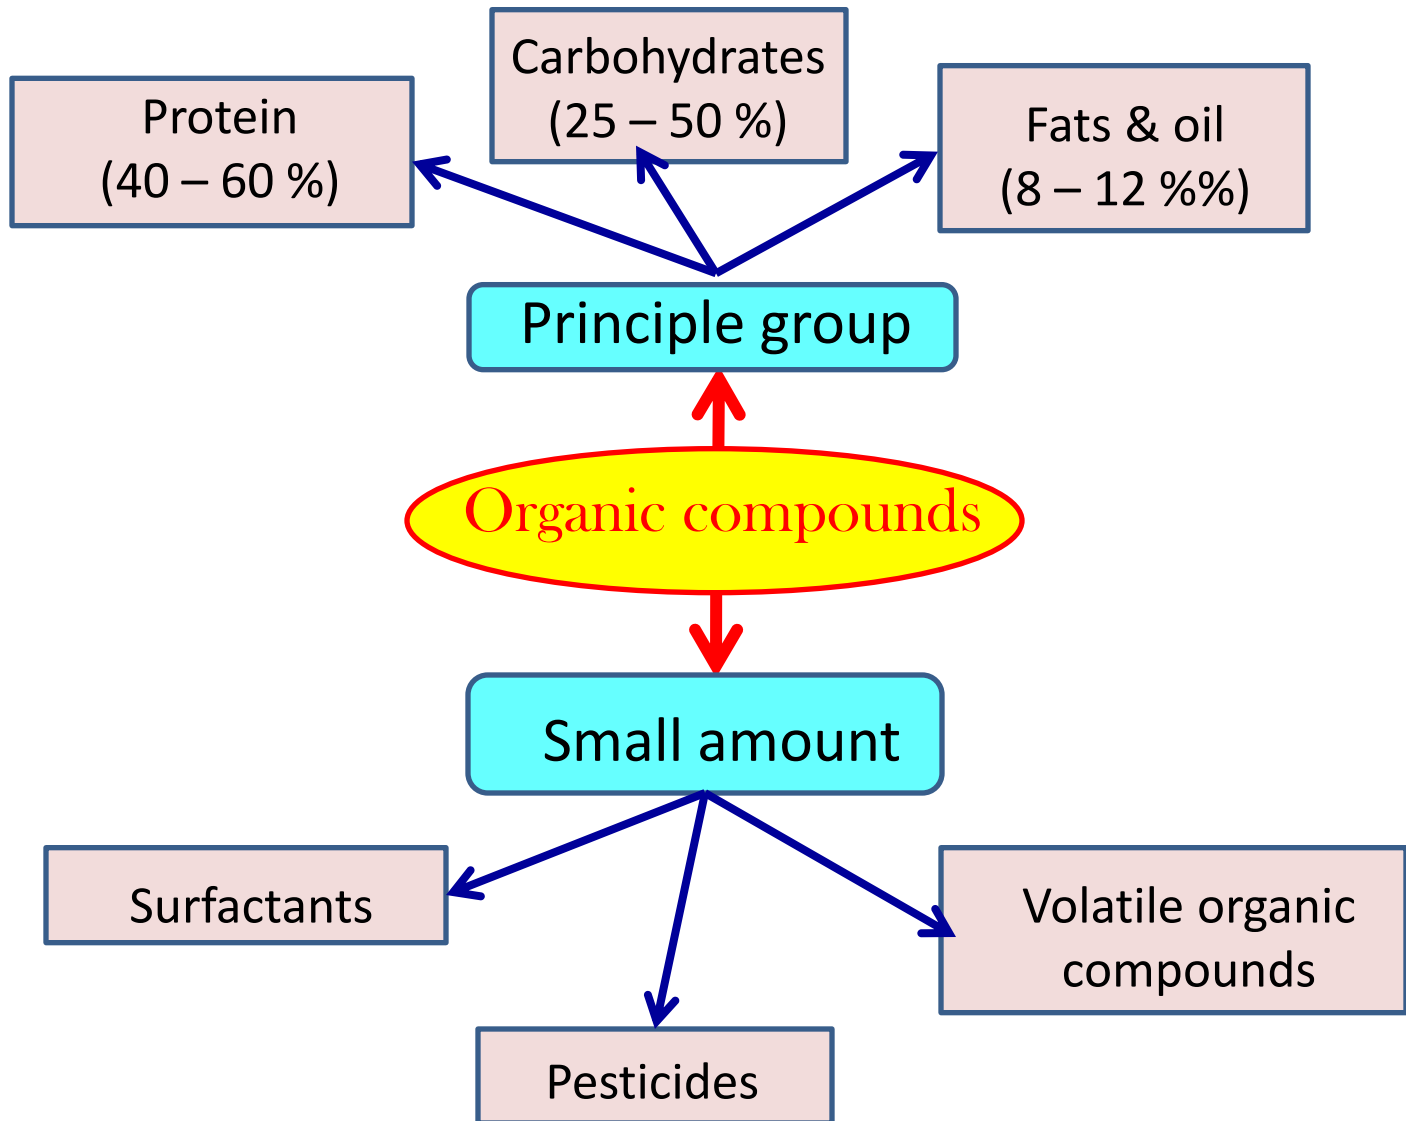 Carbohydrates
(25 – 50 %)
Protein
(40 – 60 %)
Fats & oil
(8 – 12 %%)
Principle group
Organic compounds
Small amount
Surfactants
Volatile organic
compounds
Pesticides